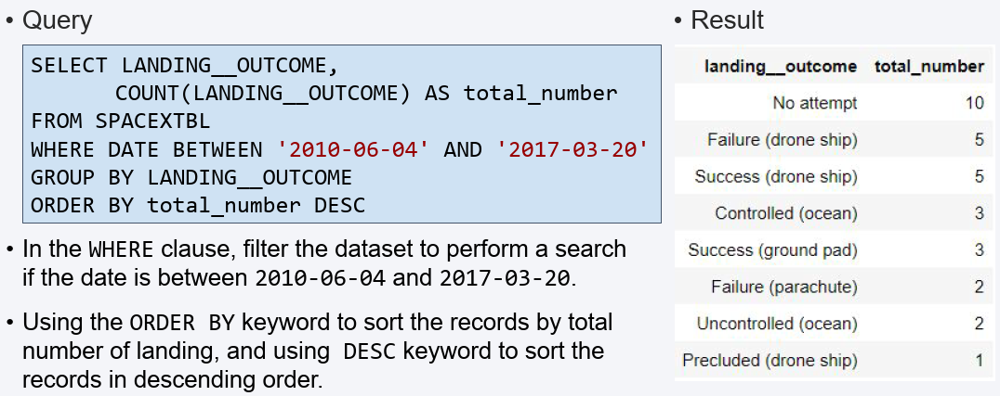 • Query
SELECT LANDING__OUTCOME,
COUNT(LANDING__OUTCOME) AS total_number
FROM SPACEXTBL
WHERE DATE BETWEEN '2010-06-04' AND '2017-03-20'
GROUP BY LANDING__OUTCOME
ORDER BY total_number DESC
• In the WHERE clause, filter the dataset to perform a search
if the date is between 2010-06-04 and 2017-03-20.
• Using the ORDER BY keyword to sort the records by total
number of landing, and using DESC keyword to sort the
records in descending order.
• Result
landing__outcome total_number
No attempt 10
Failure (drone ship) 5
Success (drone ship) 5
Controlled (ocean) 3
Success (ground pad) 3
Failure (parachute) 2
Uncontrolled (ocean) 2
Precluded (drone ship) 1